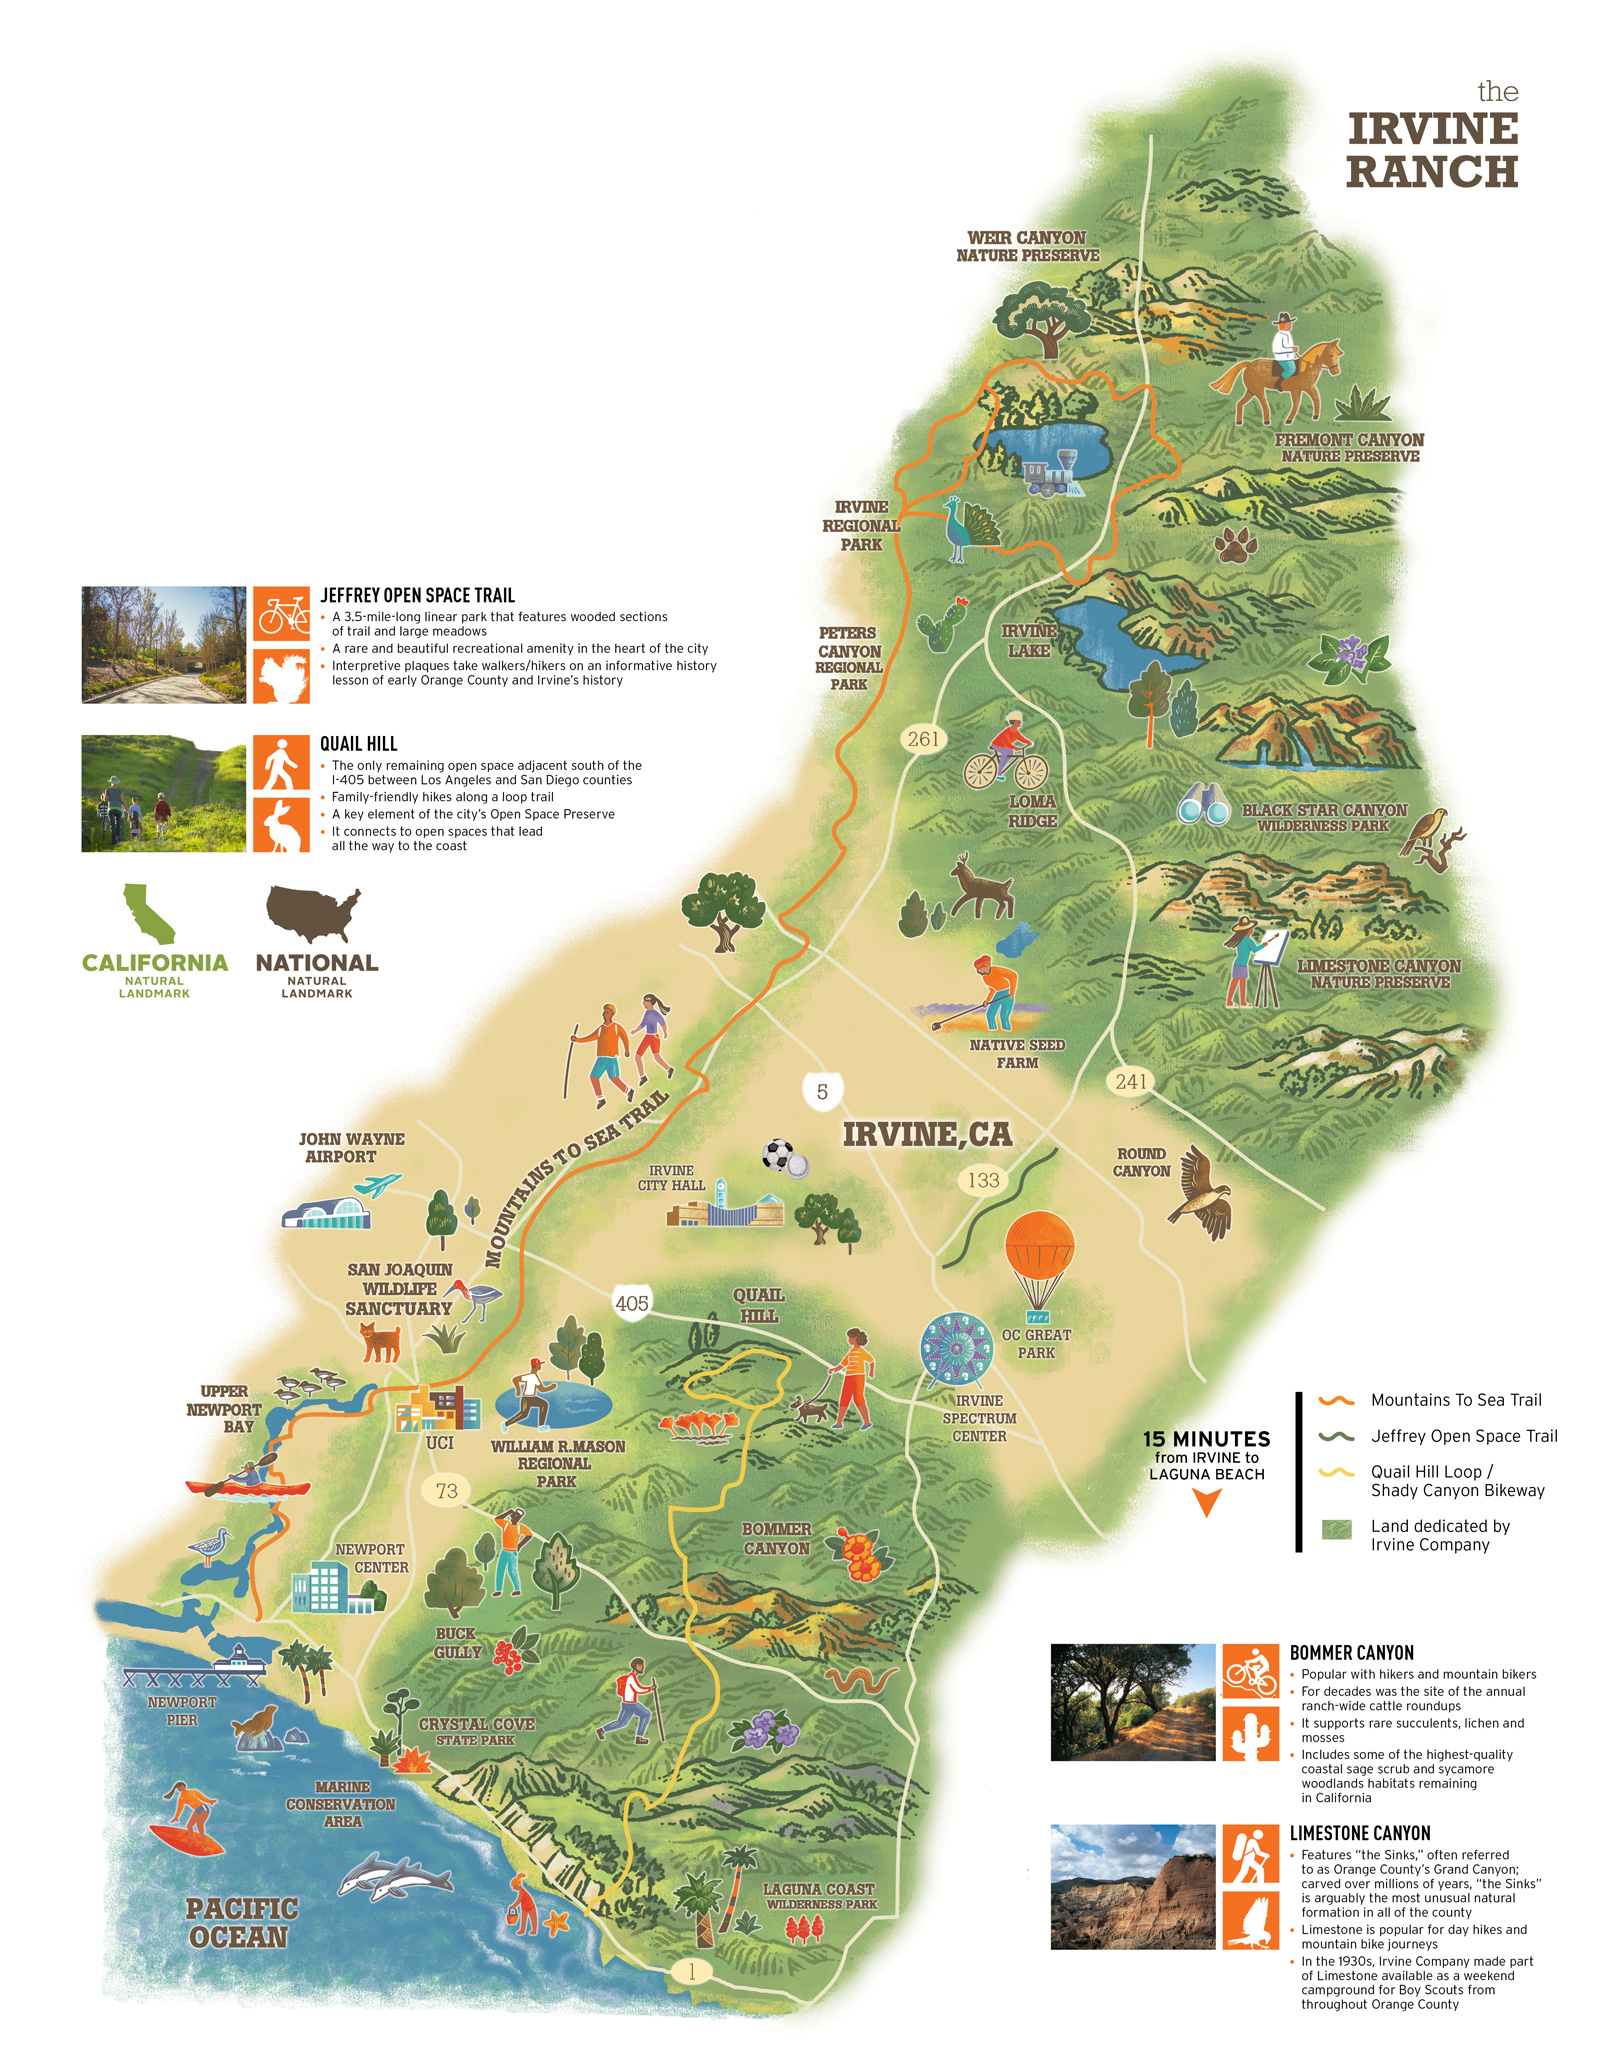 the
IRVINE
RANCH
WEIR CANYON
NATURE PRESERVE
FREMONT CANYON
NATURE PRESERVE
IRVINE
REGIONAL
PARK
JEFFREY OPEN SPACE TRAIL
• A 3.5-mile-long linear park that features wooded sections
of trail and large meadows
• A rare and beautiful recreational amenity in the heart of the city
• Interpretive plaques take walkers/hikers on an informative history
lesson of early Orange County and Irvine's history
PETERS
CANYON
REGIONAL
PARK
IRVINE
LAKE
261
QUAIL HILL
• The only remaining open space adjacent south of the
I-405 between Los Angeles and San Diego counties
• Family-friendly hikes along a loop trail
• A key element of the city's Open Space Preserve
• It connects to open spaces that lead
all the way to the coast
LOMA
RIDGE
BLACK STAR CANYON
WILDERNESS PARK
CALIFORNIA
NATURAL
LANDMARK
NATIONAL
NATURAL
LANDMARK
LIMESTONE CANYON
NATURE PRESERVE
NATIVE SEED
FARM
241
5
MOUNTAINS TO SEA TRAIL
IRVINE, CA
JOHN WAYNE
AIRPORT
IRVINE
CITY HALL
133
ROUND
CANYON
SAN JOAQUIN
WILDLIFE
SANCTUARY
405
QUAIL
HILL
OC GREAT
PARK
UPPER
NEWPORT
BAY
UCI
WILLIAM R. MASON
REGIONAL
PARK
IRVINE
SPECTRUM
CENTER
15 MINUTES
from IRVINE to
LAGUNA BEACH
Mountains To Sea Trail
Jeffrey Open Space Trail
Quail Hill Loop /
Shady Canyon Bikeway
Land dedicated by
Irvine Company
73
BOMMER
CANYON
NEWPORT
CENTER
BUCK
GULLY
NEWPORT
PIER
CRYSTAL COVE
STATE PARK
MARINE
CONSERVATION
AREA
PACIFIC
OCEAN
LAGUNA COAST
WILDERNESS PARK
1
BOMMER CANYON
• Popular with hikers and mountain bikers
• For decades was the site of the annual
ranch-wide cattle roundups
• It supports rare succulents, lichen and
mosses
• Includes some of the highest-quality
coastal sage scrub and sycamore
woodlands habitats remaining
in California
LIMESTONE CANYON
• Features "the Sinks," often referred
to as Orange County's Grand Canyon;
carved over millions of years, "the Sinks"
is arguably the most unusual natural
formation in all of the county
• Limestone is popular for day hikes and
mountain bike journeys
• In the 1930s, Irvine Company made part
of Limestone available as a weekend
campground for Boy Scouts from
throughout Orange County